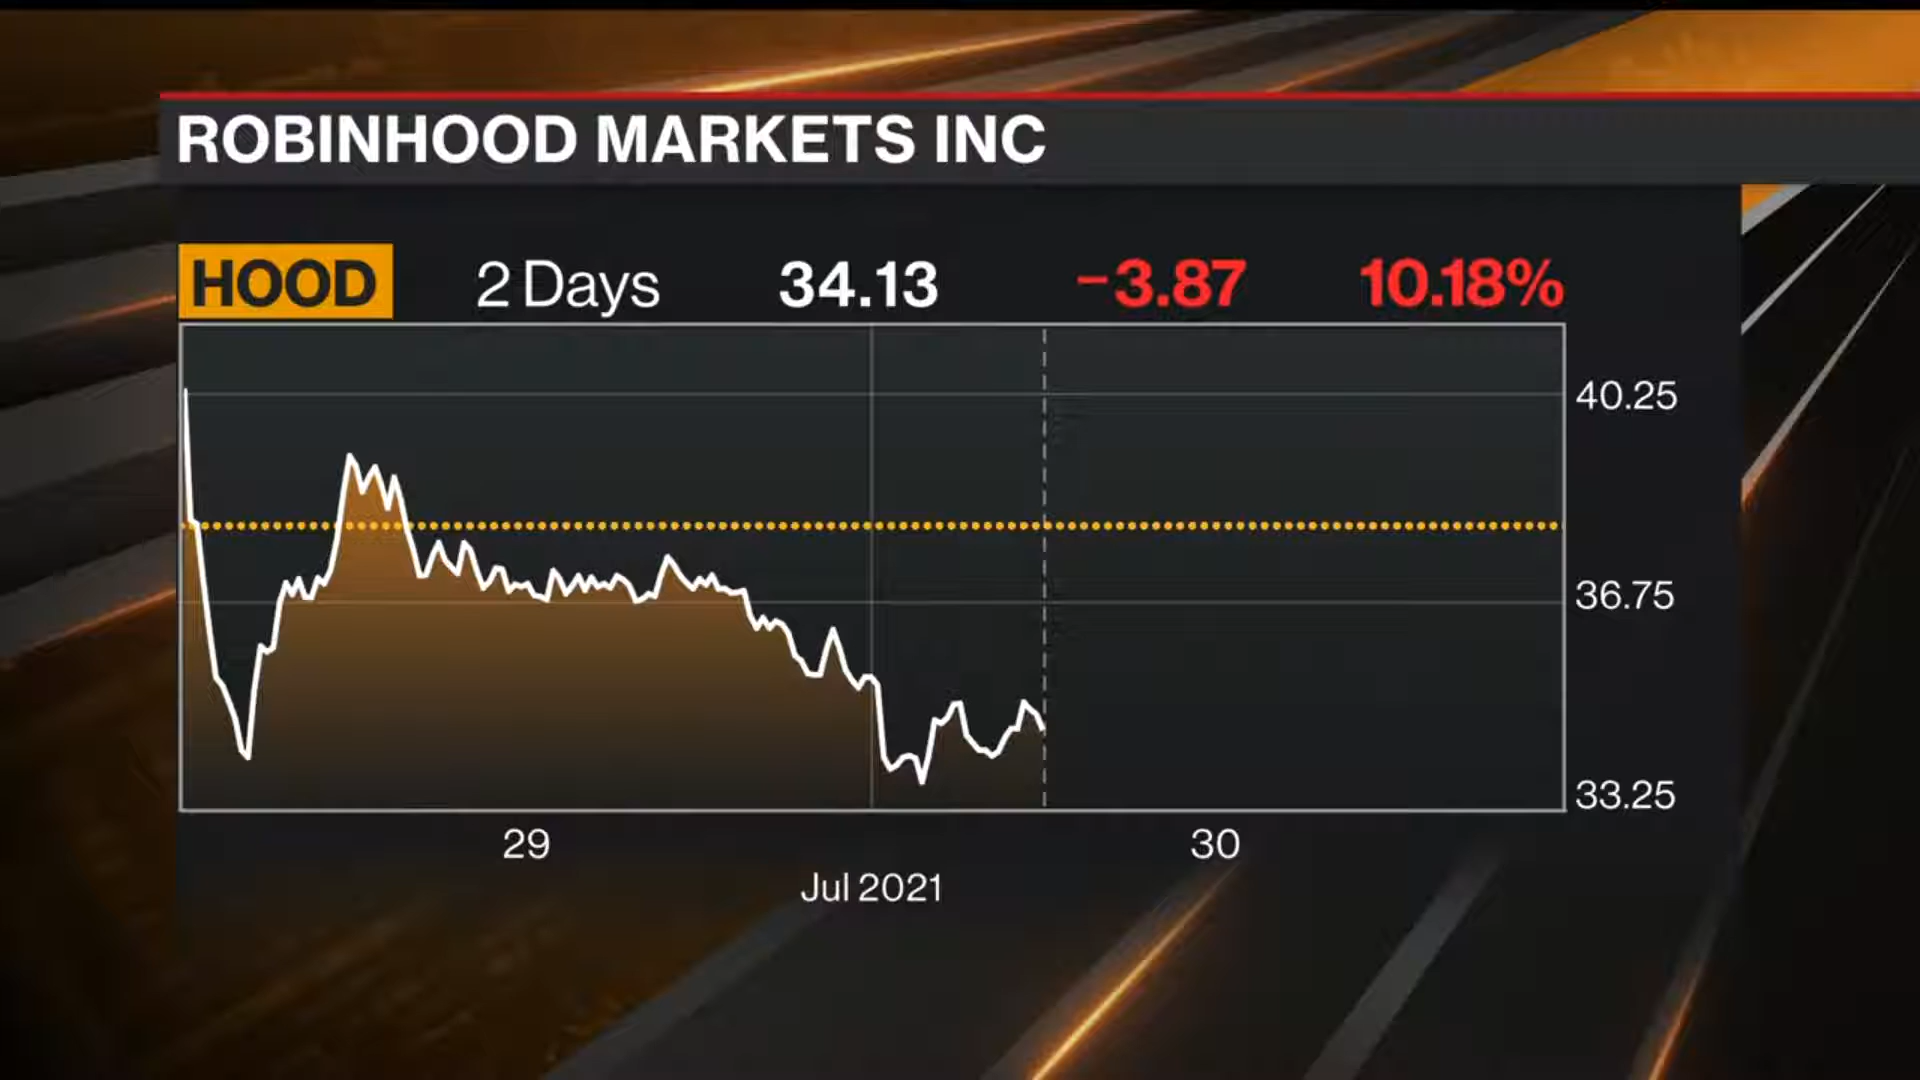 ROBINHOOD MARKETS INC
HOOD 2 Days 34.13 -3.87 10.18%
40.25
36.75
33.25
29 30
Jul 2021